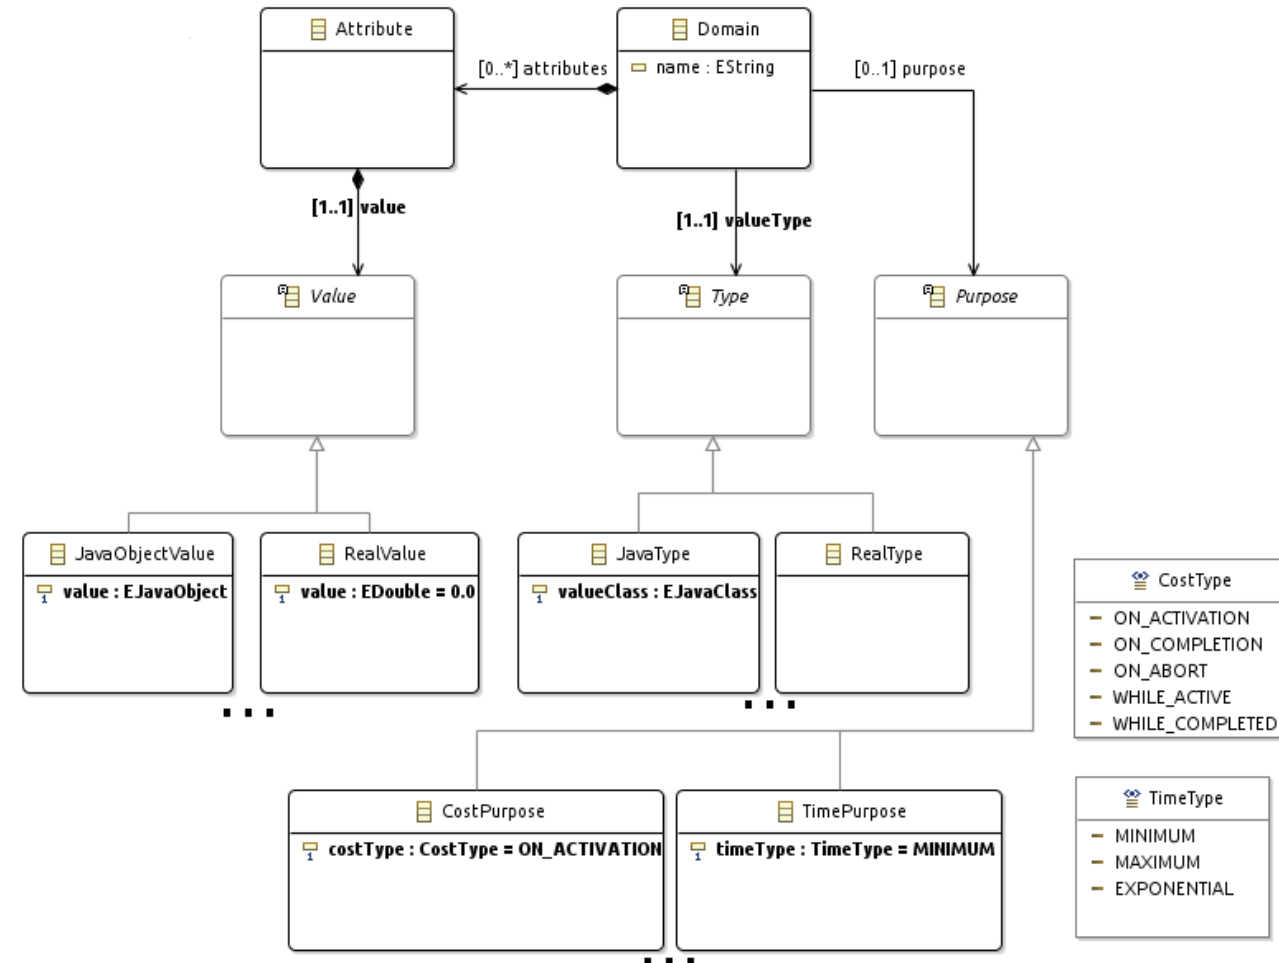 Attribute
Domain
name : EString
[0..*] attributes
[0..1] purpose
[1..1] value
[1..1] valueType
Value
Type
Purpose
JavaObjectValue
value : EJavaObject
RealValue
value : EDouble = 0.0
JavaType
valueClass : EJavaClass
RealType
CostType
ON_ACTIVATION
ON_COMPLETION
ON_ABORT
WHILE_ACTIVE
WHILE_COMPLETED
...
...
CostPurpose
costType : CostType = ON_ACTIVATION
TimePurpose
timeType : TimeType = MINIMUM
TimeType
MINIMUM
MAXIMUM
EXPONENTIAL
...